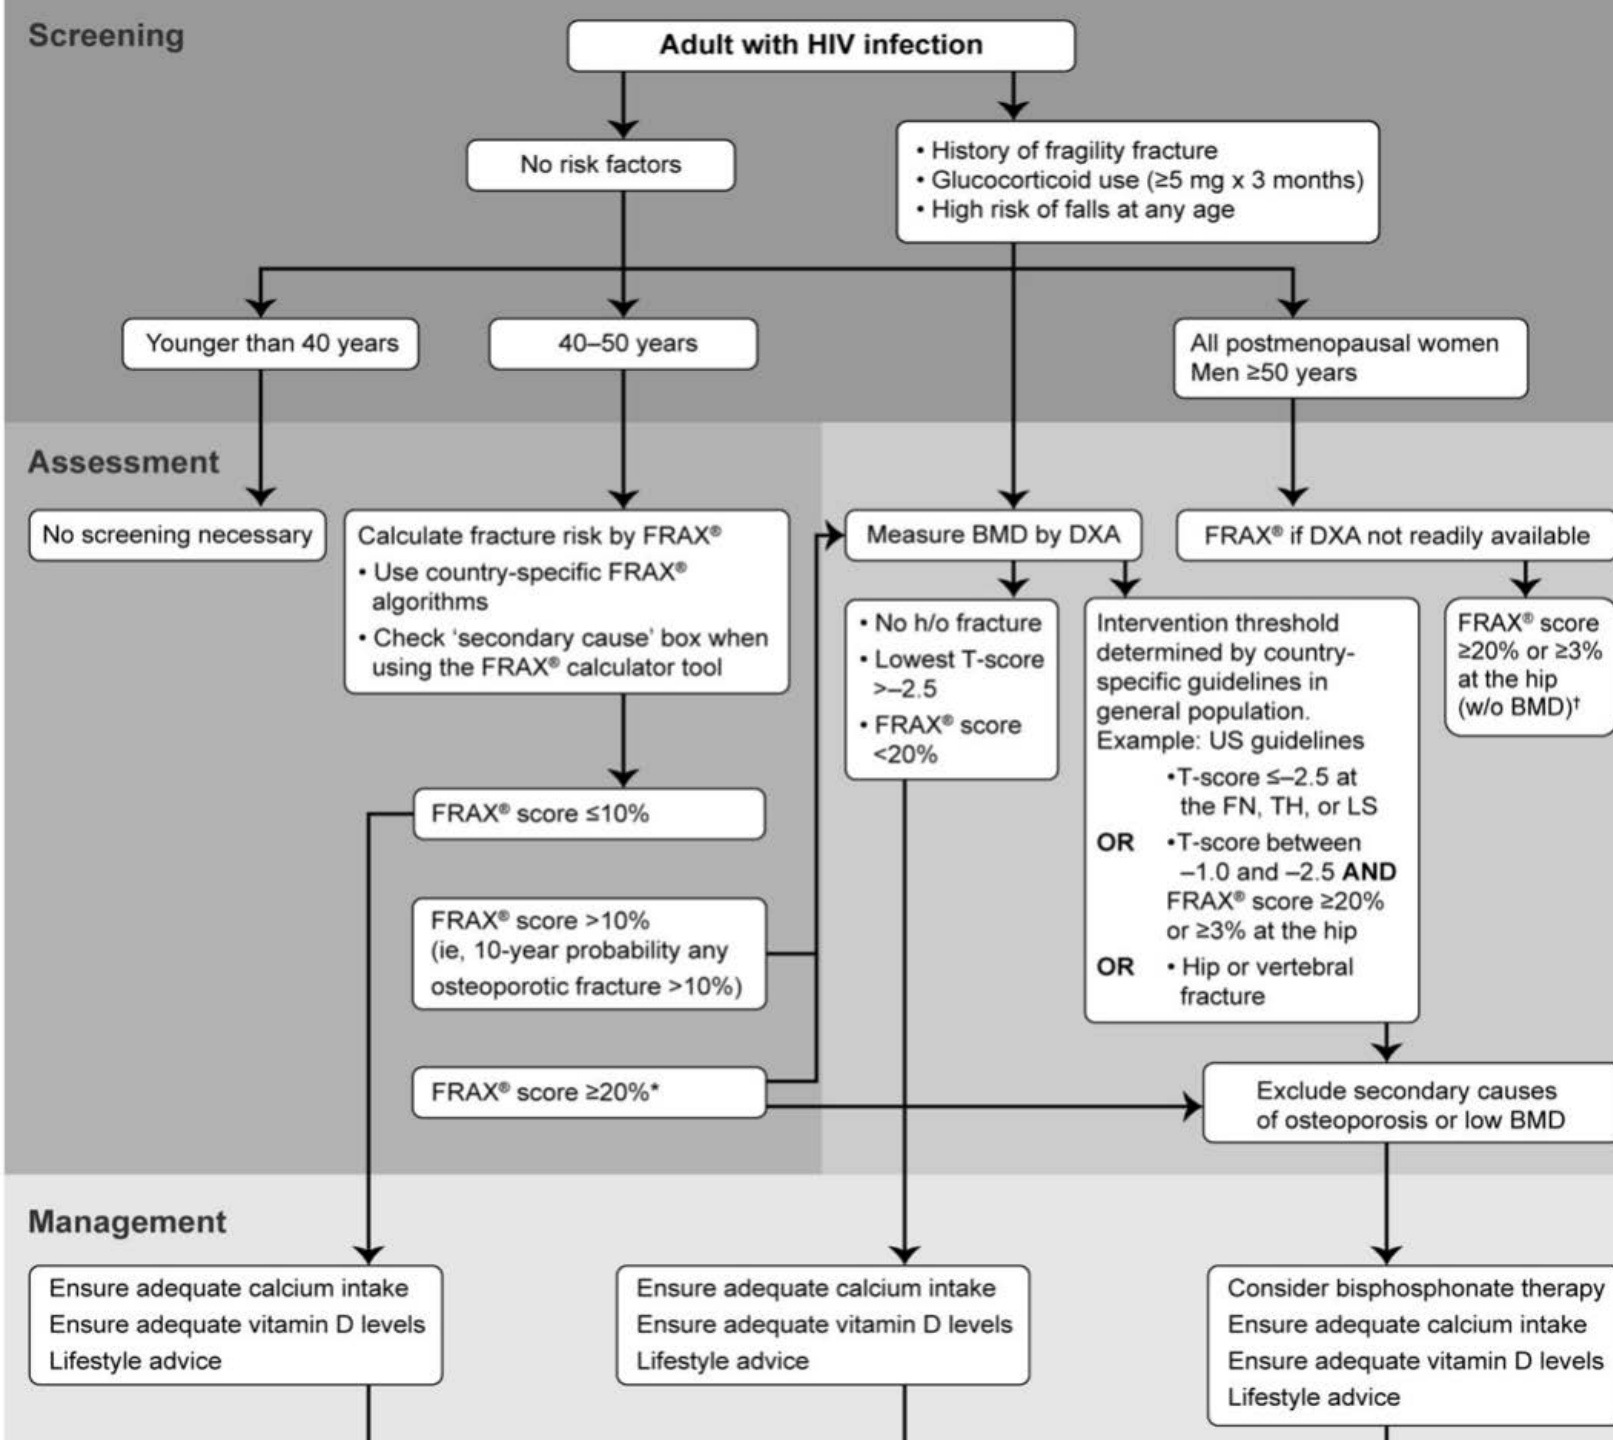 Screening
Adult with HIV infection
No risk factors
• History of fragility fracture
• Glucocorticoid use (≥5 mg x 3 months)
• High risk of falls at any age
Younger than 40 years
40–50 years
All postmenopausal women
Men ≥50 years
Assessment
No screening necessary
Calculate fracture risk by FRAX®
• Use country-specific FRAX®
algorithms
• Check ‘secondary cause’ box when
using the FRAX® calculator tool
Measure BMD by DXA
FRAX® if DXA not readily available
• No h/o fracture
• Lowest T-score
>–2.5
• FRAX® score
<20%
Intervention threshold
determined by country-
specific guidelines in
general population.
Example: US guidelines
•T-score ≤–2.5 at
the FN, TH, or LS
OR •T-score between
–1.0 and –2.5 AND
FRAX® score ≥20%
or ≥3% at the hip
OR • Hip or vertebral
fracture
FRAX® score
≥20% or ≥3%
at the hip
(w/o BMD)†
FRAX® score ≤10%
FRAX® score >10%
(ie, 10-year probability any
osteoporotic fracture >10%)
FRAX® score ≥20%*
Exclude secondary causes
of osteoporosis or low BMD
Management
Ensure adequate calcium intake
Ensure adequate vitamin D levels
Lifestyle advice
Ensure adequate calcium intake
Ensure adequate vitamin D levels
Lifestyle advice
Consider bisphosphonate therapy
Ensure adequate calcium intake
Ensure adequate vitamin D levels
Lifestyle advice